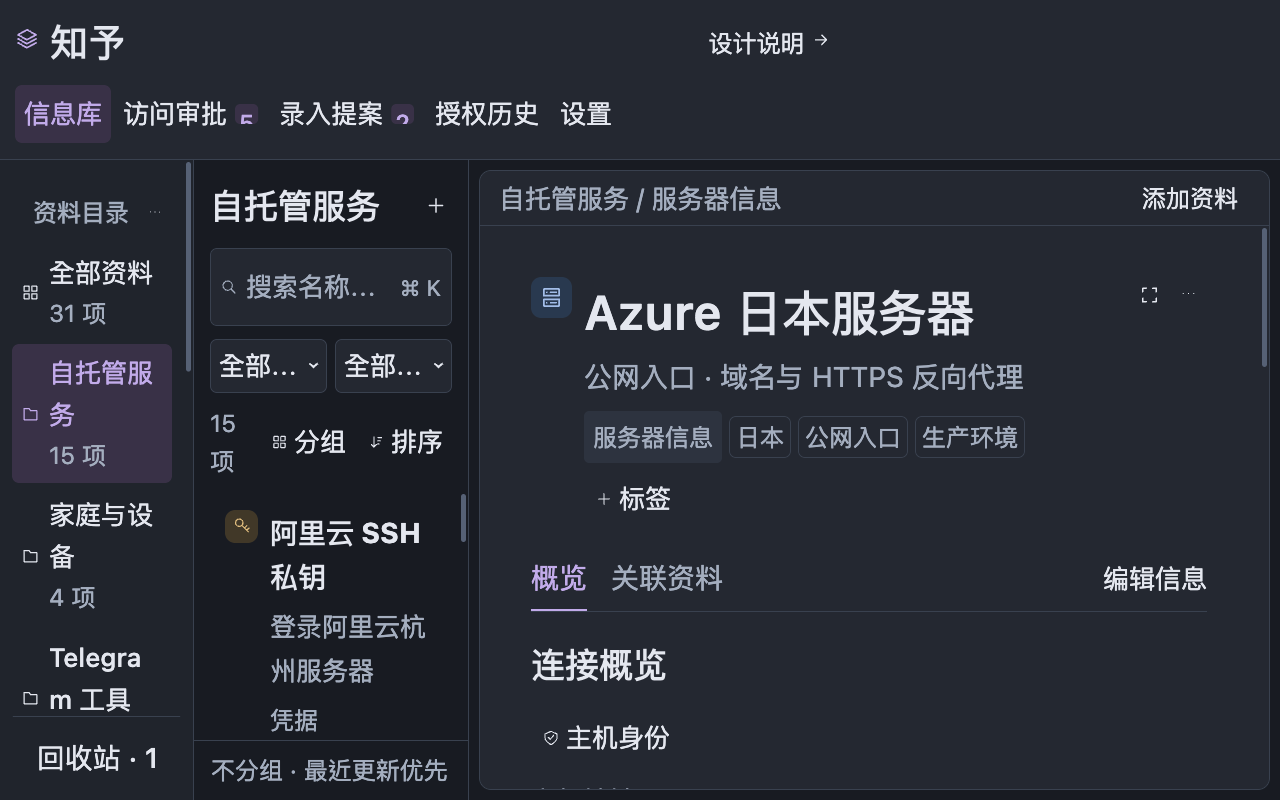 知予
设计说明 →
信息库 访问审批 5 录入提案 2 授权历史 设置
资料目录 ···
全部资料
31 项
自托管服
务
15 项
家庭与设
备
4 项
Telegra
m 工具
回收站 · 1
自托管服务 +
搜索名称… ⌘ K
全部… 全部…
15
项
分组 排序
阿里云 SSH
私钥
登录阿里云杭
州服务器
凭据
不分组 · 最近更新优先
自托管服务 / 服务器信息 添加资料
Azure 日本服务器 ···
公网入口 · 域名与 HTTPS 反向代理
服务器信息 日本 公网入口 生产环境
+ 标签
概览 关联资料 编辑信息
连接概览
主机身份